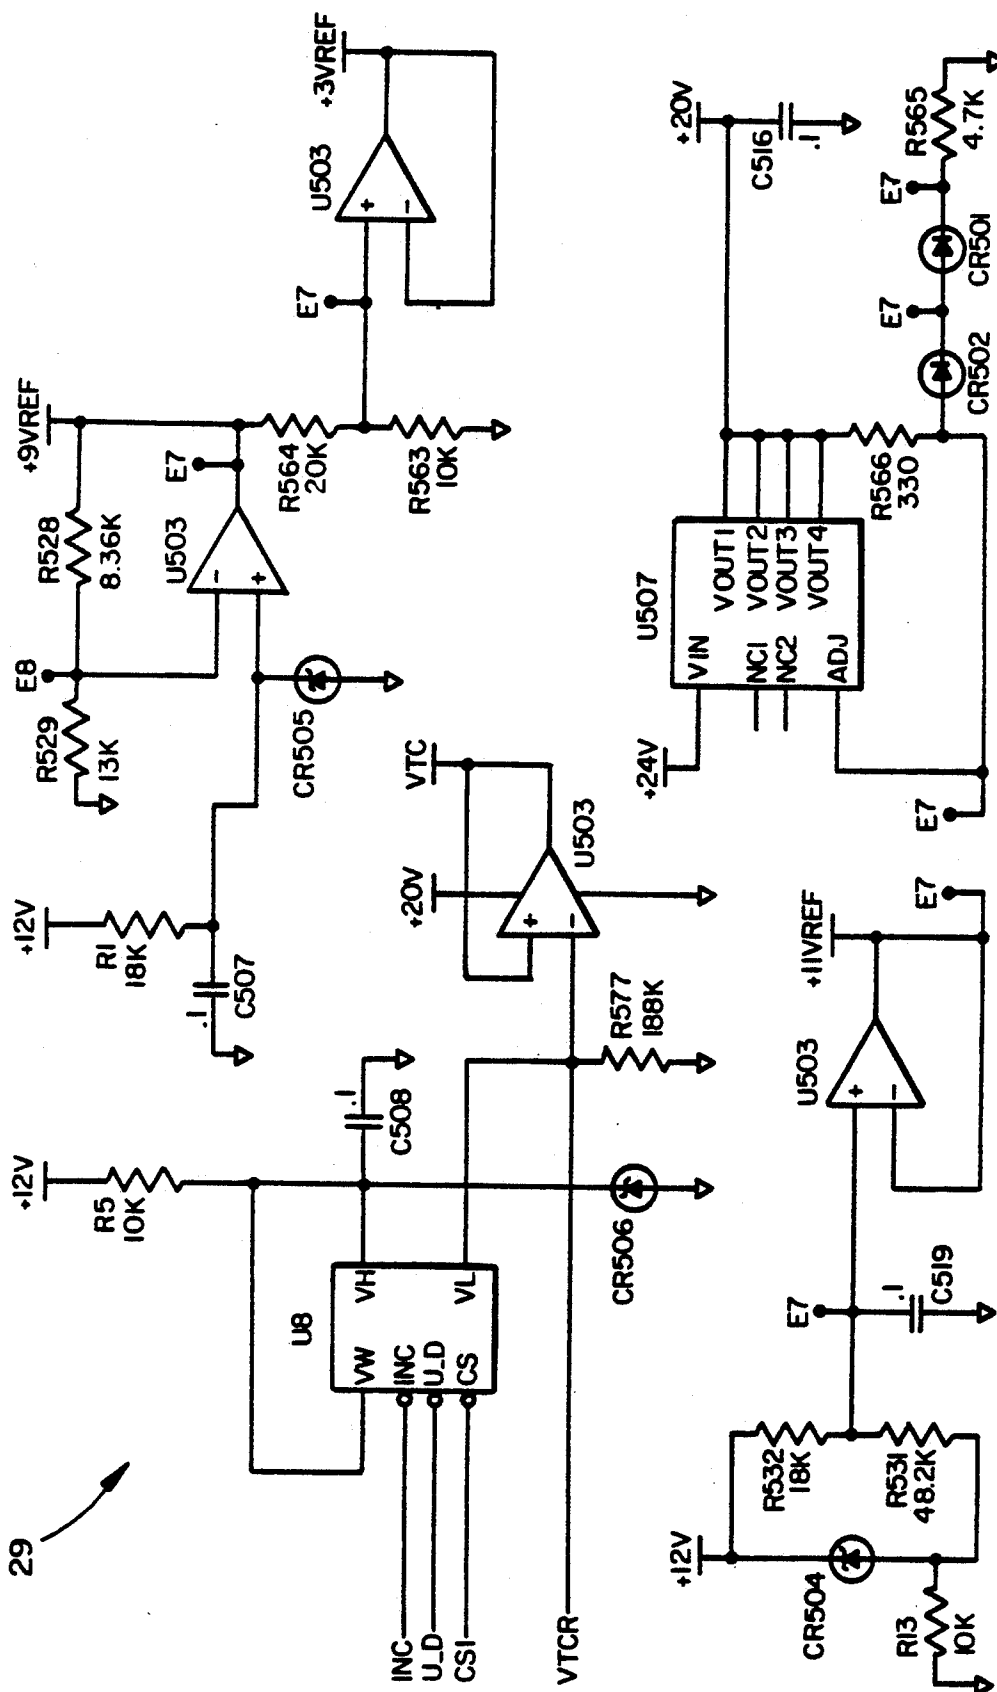 29
INC
U_D
CS1
VTCR
U8
VW
INC
U_D
CS
VH
VL
+12V
R5
10K
.1
C508
CR506
+12V
R1
18K
.1
C507
R577
188K
+20V
VTC
+
-
U503
R529
13K
E8
R528
8.36K
CR505
-
+
U503
E7
+9VREF
R564
20K
R563
10K
E7
+
-
U503
+3VREF
+12V
CR504
R13
10K
R532
18K
R531
48.2K
E7
.1
C519
+
-
U503
+11VREF
E7
E7
+24V
U507
VIN
NC1
NC2
ADJ
VOUT1
VOUT2
VOUT3
VOUT4
R566
330
CR502
E7
CR501
E7
R565
4.7K
+20V
C516
.1